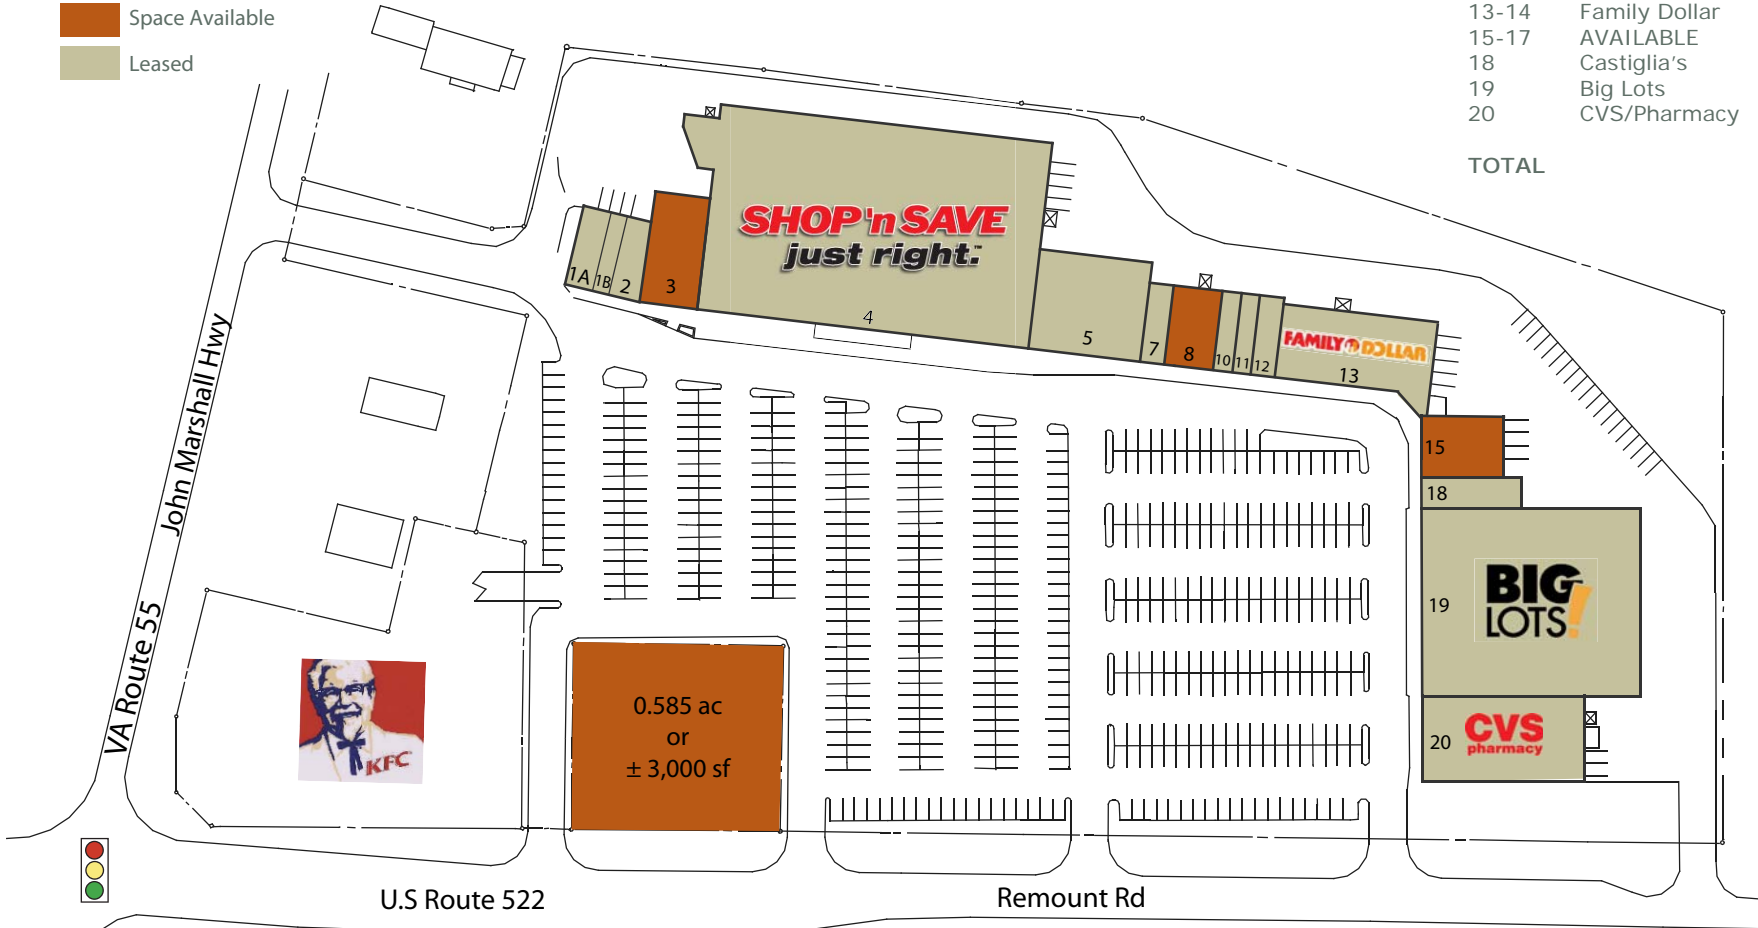 Space Available
Leased
13-14 Family Dollar
15-17 AVAILABLE
18 Castiglia's
19 Big Lots
20 CVS/Pharmacy
TOTAL
SHOP 'n SAVE
just right.™
1A
1B
2
3
4
5
7
8
10
11
12
FAMILY DOLLAR
13
15
18
19
BIG
LOTS!
20
CVS
pharmacy
John Marshall Hwy
VA Route 55
KFC
0.585 ac
or
± 3,000 sf
U.S Route 522
Remount Rd